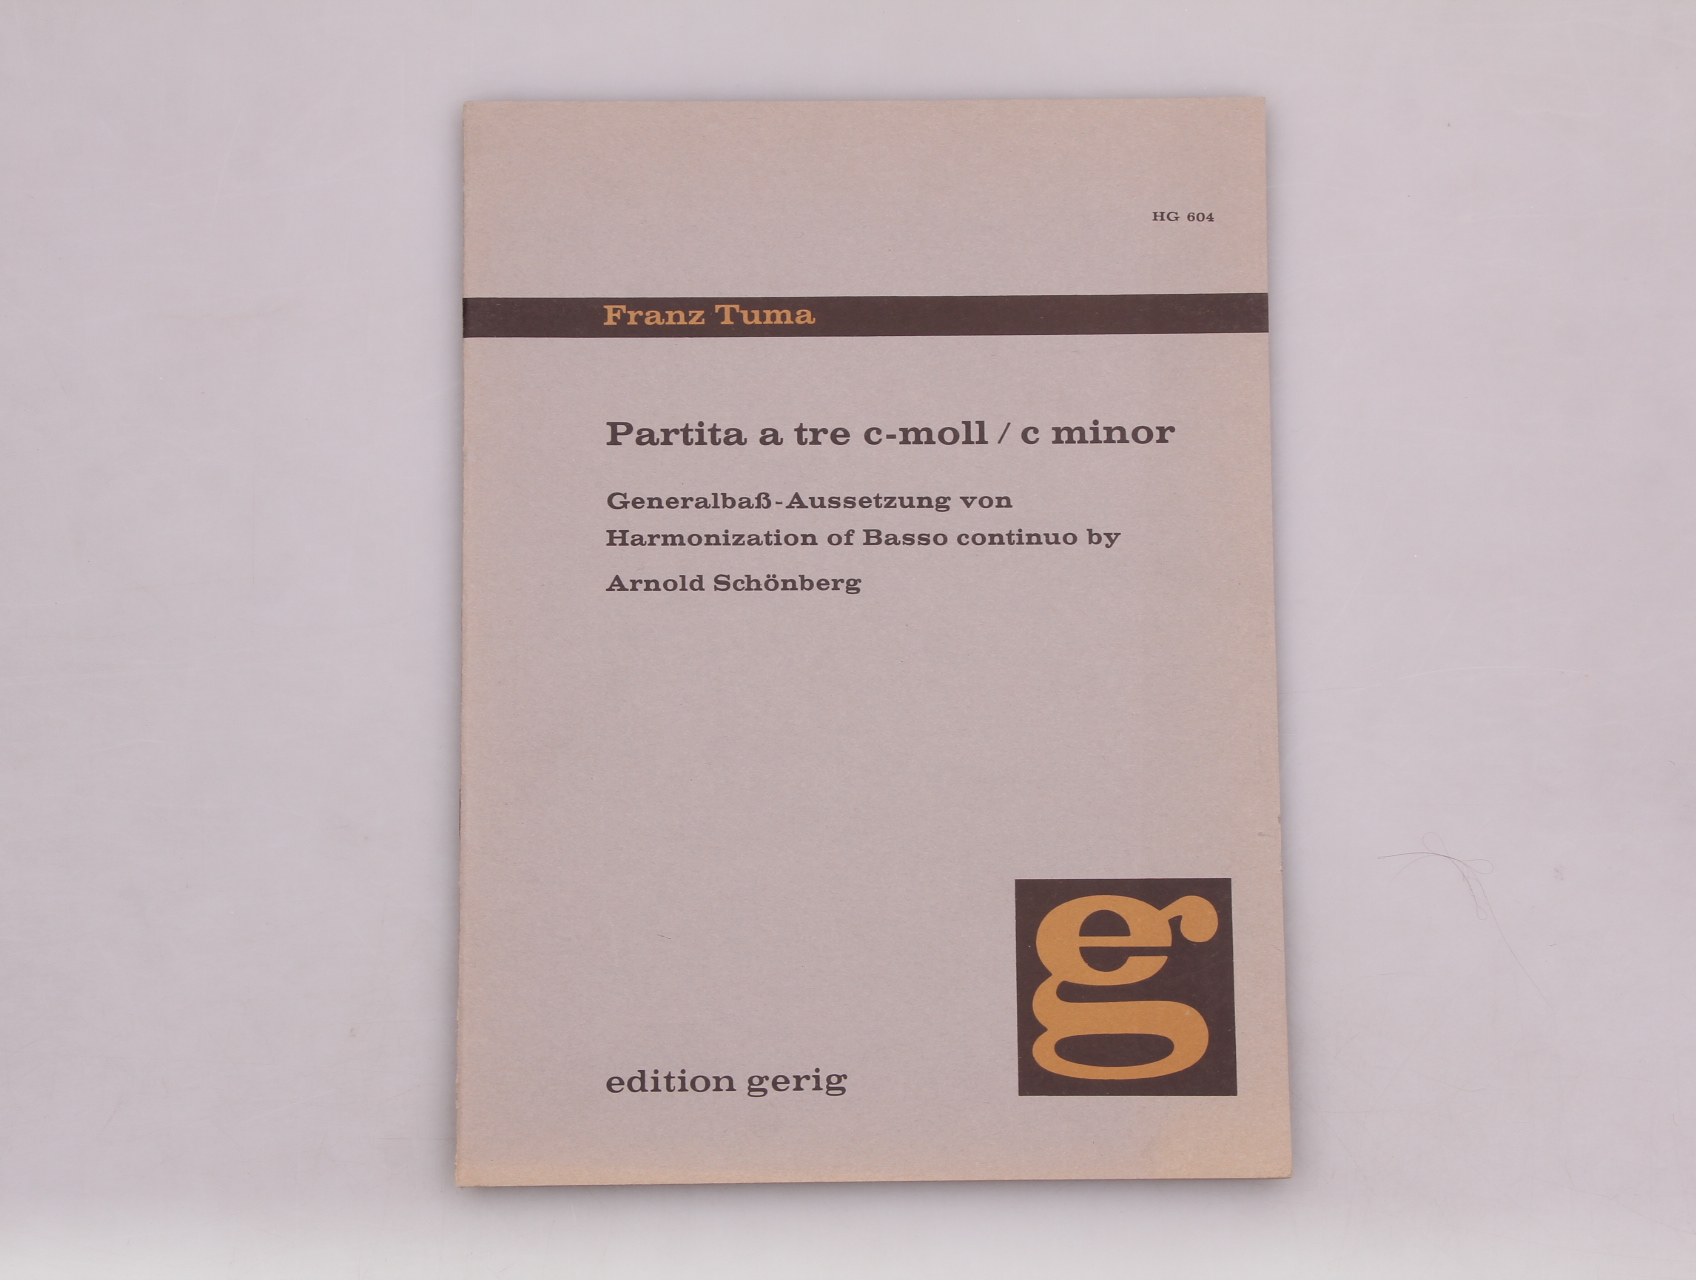 HG 604
Franz Tuma
Partita a tre c-moll / c minor
Generalbaß-Aussetzung von
Harmonization of Basso continuo by
Arnold Schönberg
eg
edition gerig